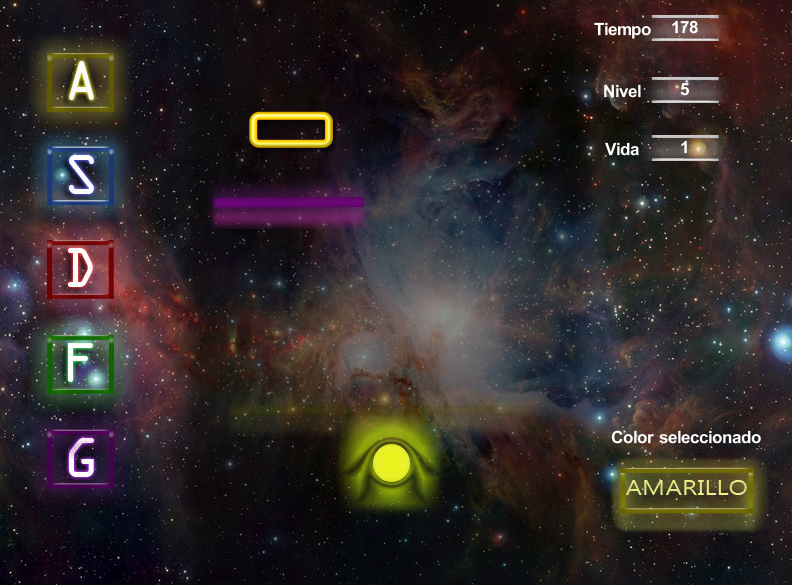 Tiempo 178
A
Nivel 5
Vida 1
S
D
F
Color seleccionado
G
AMARILLO